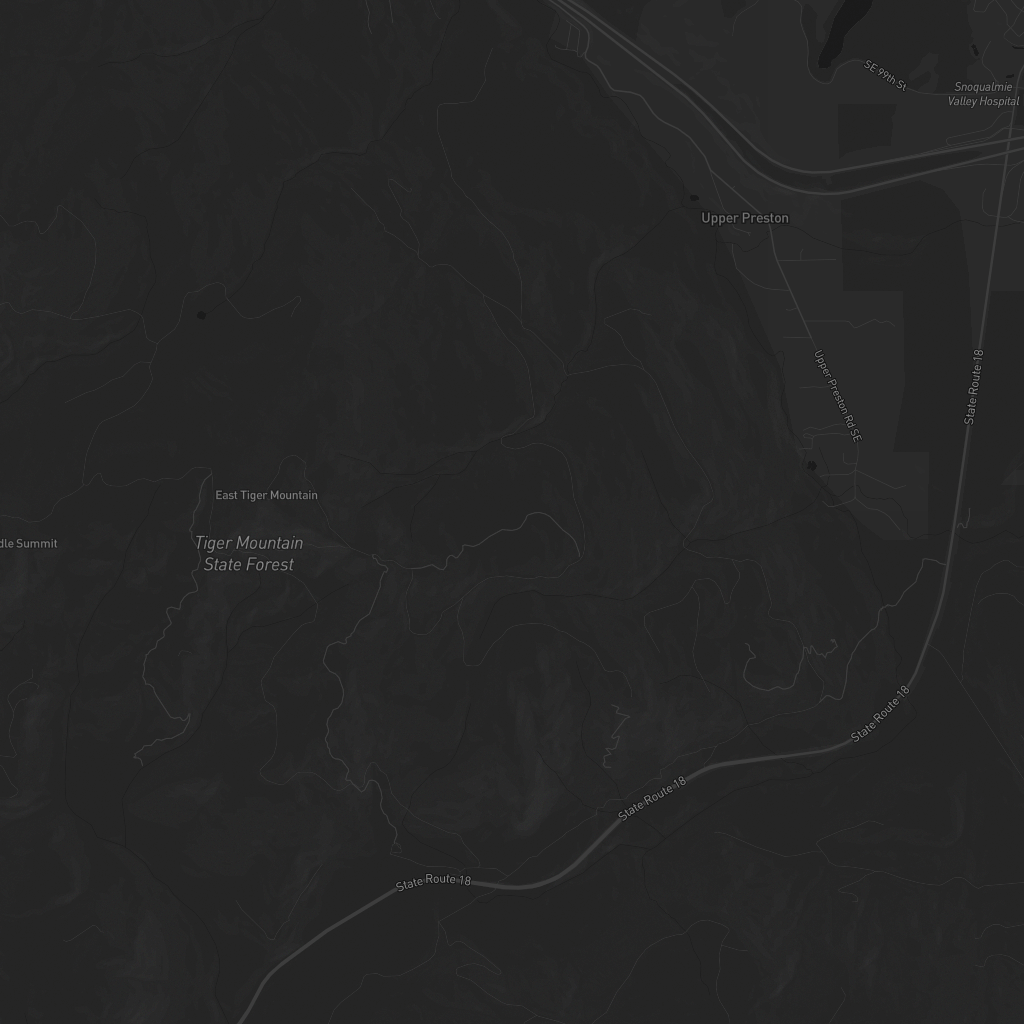 SE 99th St
Snoqualmie
Valley Hospital
Upper Preston
State Route 18
Upper Preston Rd SE
East Tiger Mountain
Tiger Mountain
State Forest
dle Summit
State Route 18
State Route 18
State Route 18